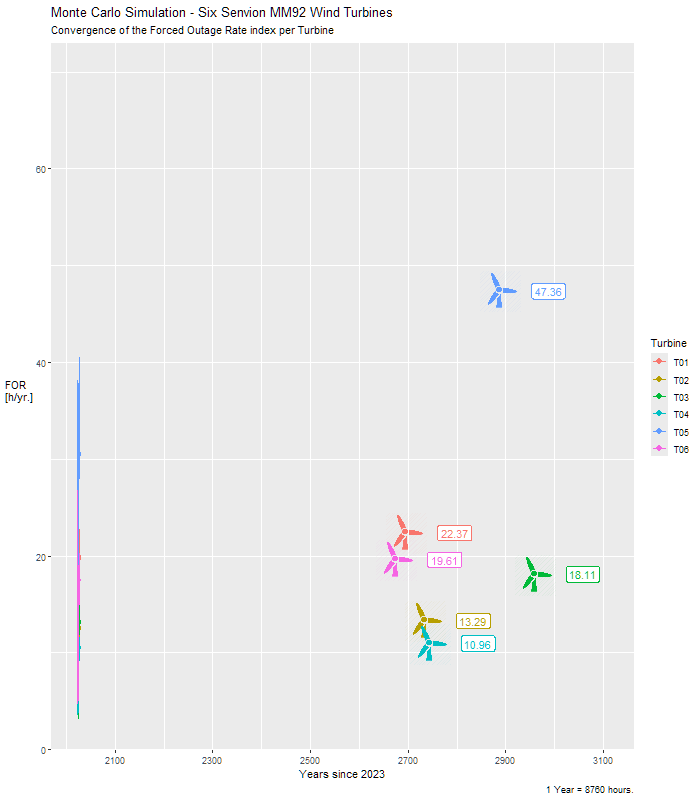 Monte Carlo Simulation - Six Senvion MM92 Wind Turbines
Convergence of the Forced Outage Rate index per Turbine
60
47.36
Turbine
T01
T02
T03
T04
T05
T06
40
FOR
[h/yr.]
22.37
20
19.61
18.11
13.29
10.96
0
2100
2300
2500
2700
2900
3100
Years since 2023
1 Year = 8760 hours.